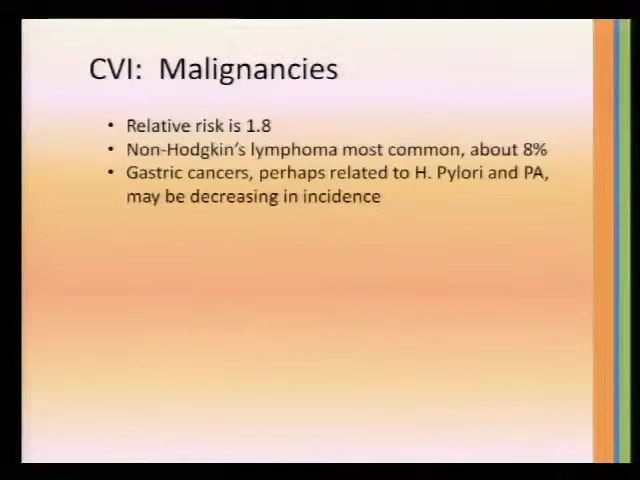 CVI: Malignancies
• Relative risk is 1.8
• Non-Hodgkin's lymphoma most common, about 8%
• Gastric cancers, perhaps related to H. Pylori and PA,
may be decreasing in incidence